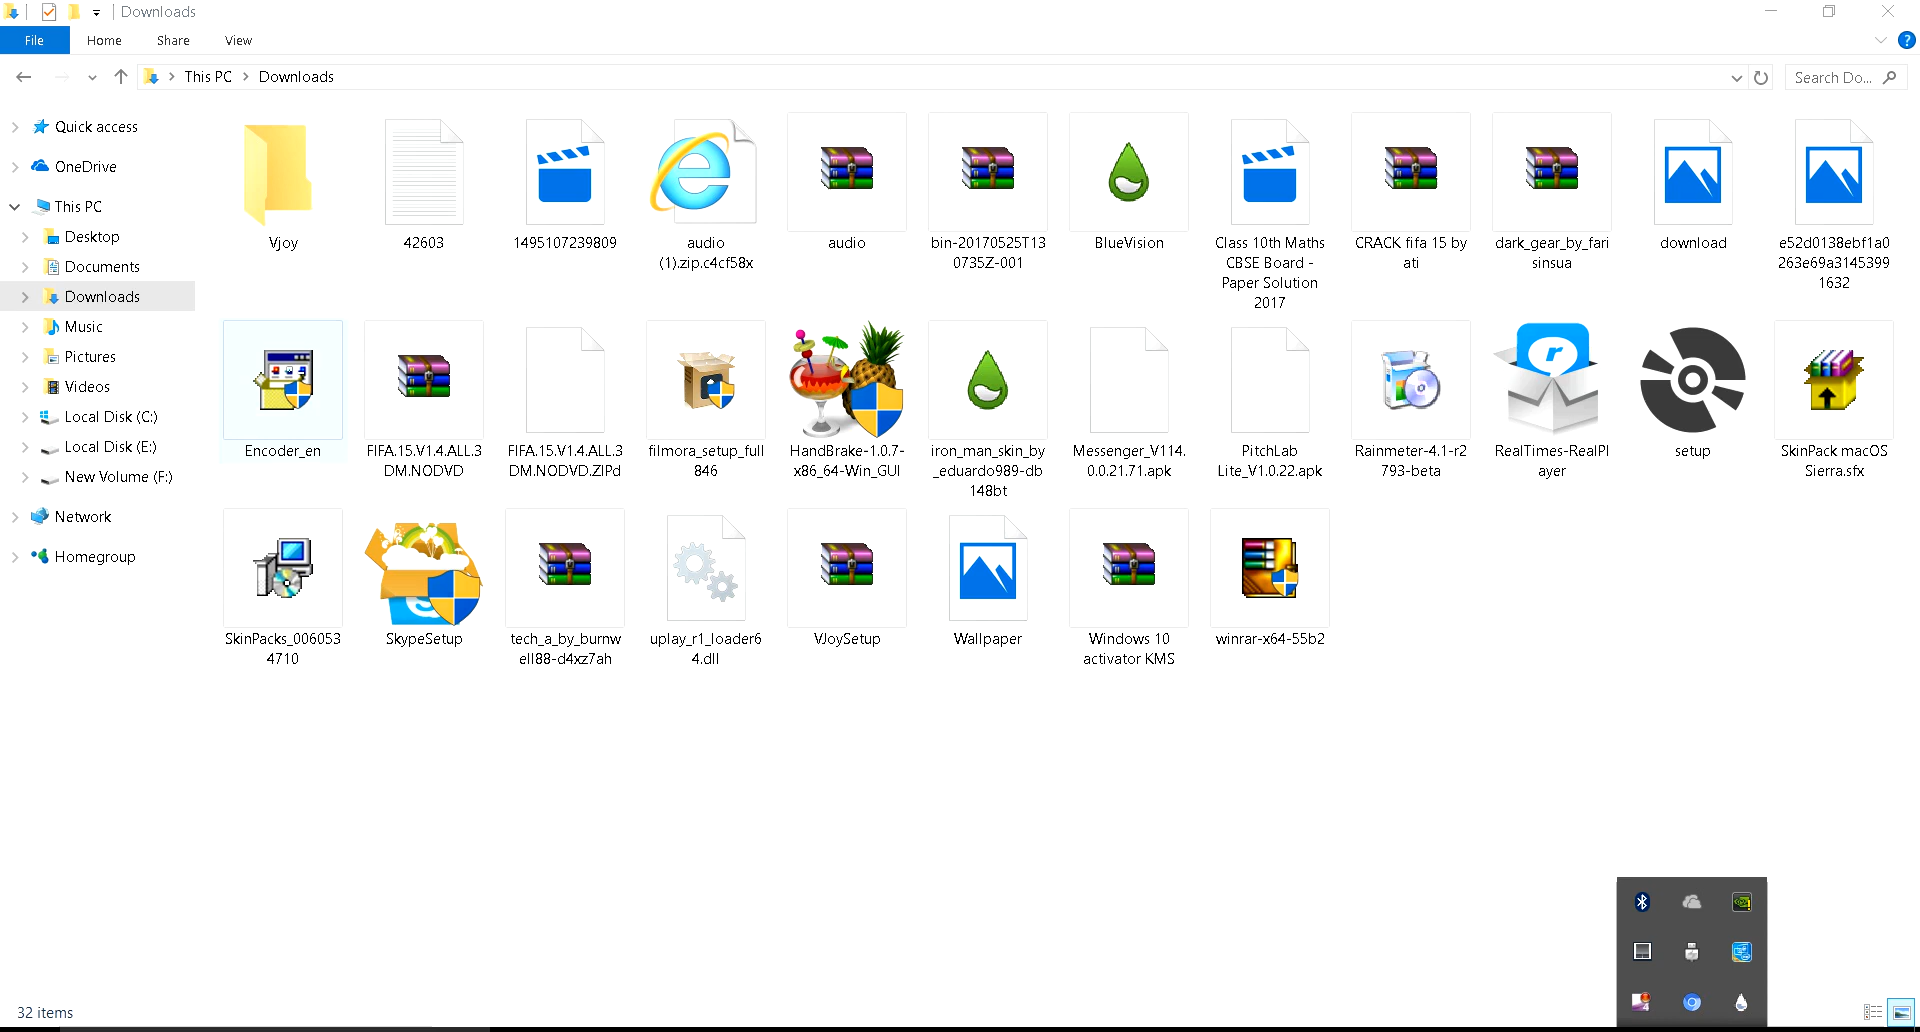 Downloads
File
Home
Share
View
This PC
Downloads
Search Do...
Quick access
OneDrive
This PC
Desktop
Documents
Downloads
Music
Pictures
Videos
Local Disk (C:)
Local Disk (E:)
New Volume (F:)
Network
Homegroup
Vjoy
42603
1495107239809
audio
(1).zip.c4cf58x
audio
bin-20170525T13
0735Z-001
BlueVision
Class 10th Maths
CBSE Board -
Paper Solution
2017
CRACK fifa 15 by
ati
dark_gear_by_fari
sinsua
download
e52d0138ebf1a0
263e69a3145399
1632
Encoder_en
FIFA.15.V1.4.ALL.3
DM.NODVD
FIFA.15.V1.4.ALL.3
DM.NODVD.ZIPd
filmora_setup_full
846
HandBrake-1.0.7-
x86_64-Win_GUI
iron_man_skin_by
_eduardo989-db
148bt
Messenger_V114.
0.0.21.71.apk
PitchLab
Lite_V1.0.22.apk
Rainmeter-4.1-r2
793-beta
RealTimes-RealPl
ayer
setup
SkinPack macOS
Sierra.sfx
SkinPacks_006053
4710
SkypeSetup
tech_a_by_burnw
ell88-d4xz7ah
uplay_r1_loader6
4.dll
VJoySetup
Wallpaper
Windows 10
activator KMS
winrar-x64-55b2
32 items